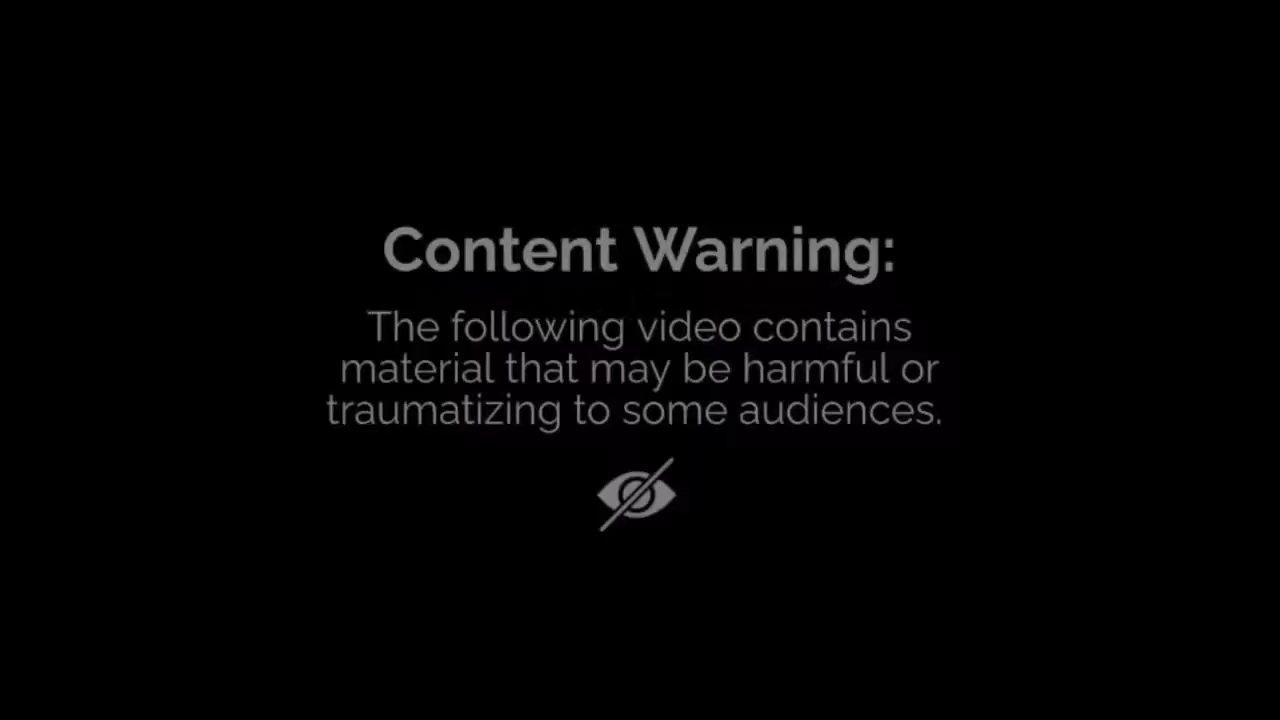 Content Warning:
The following video contains
material that may be harmful or
traumatizing to some audiences.